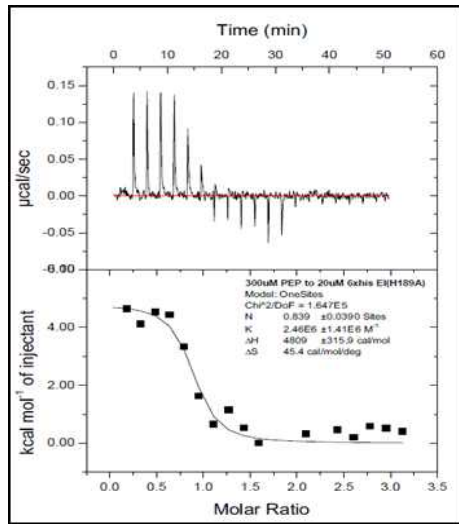 Time (min)
0 10 20 30 40 50 60
0.15
0.10
0.05
0.00
-0.05
µcal/sec
300uM PEP to 20uM 6xhis EI(H189A)
Model: OneSites
Chi^2/DoF = 1.647E5
N 0.839 ±0.0390 Sites
K 2.46E6 ±1.41E6 M⁻¹
ΔH 4809 ±315.9 cal/mol
ΔS 45.4 cal/mol/deg
4.00
2.00
0.00
kcal mol⁻¹ of injectant
0.0 0.5 1.0 1.5 2.0 2.5 3.0 3.5
Molar Ratio